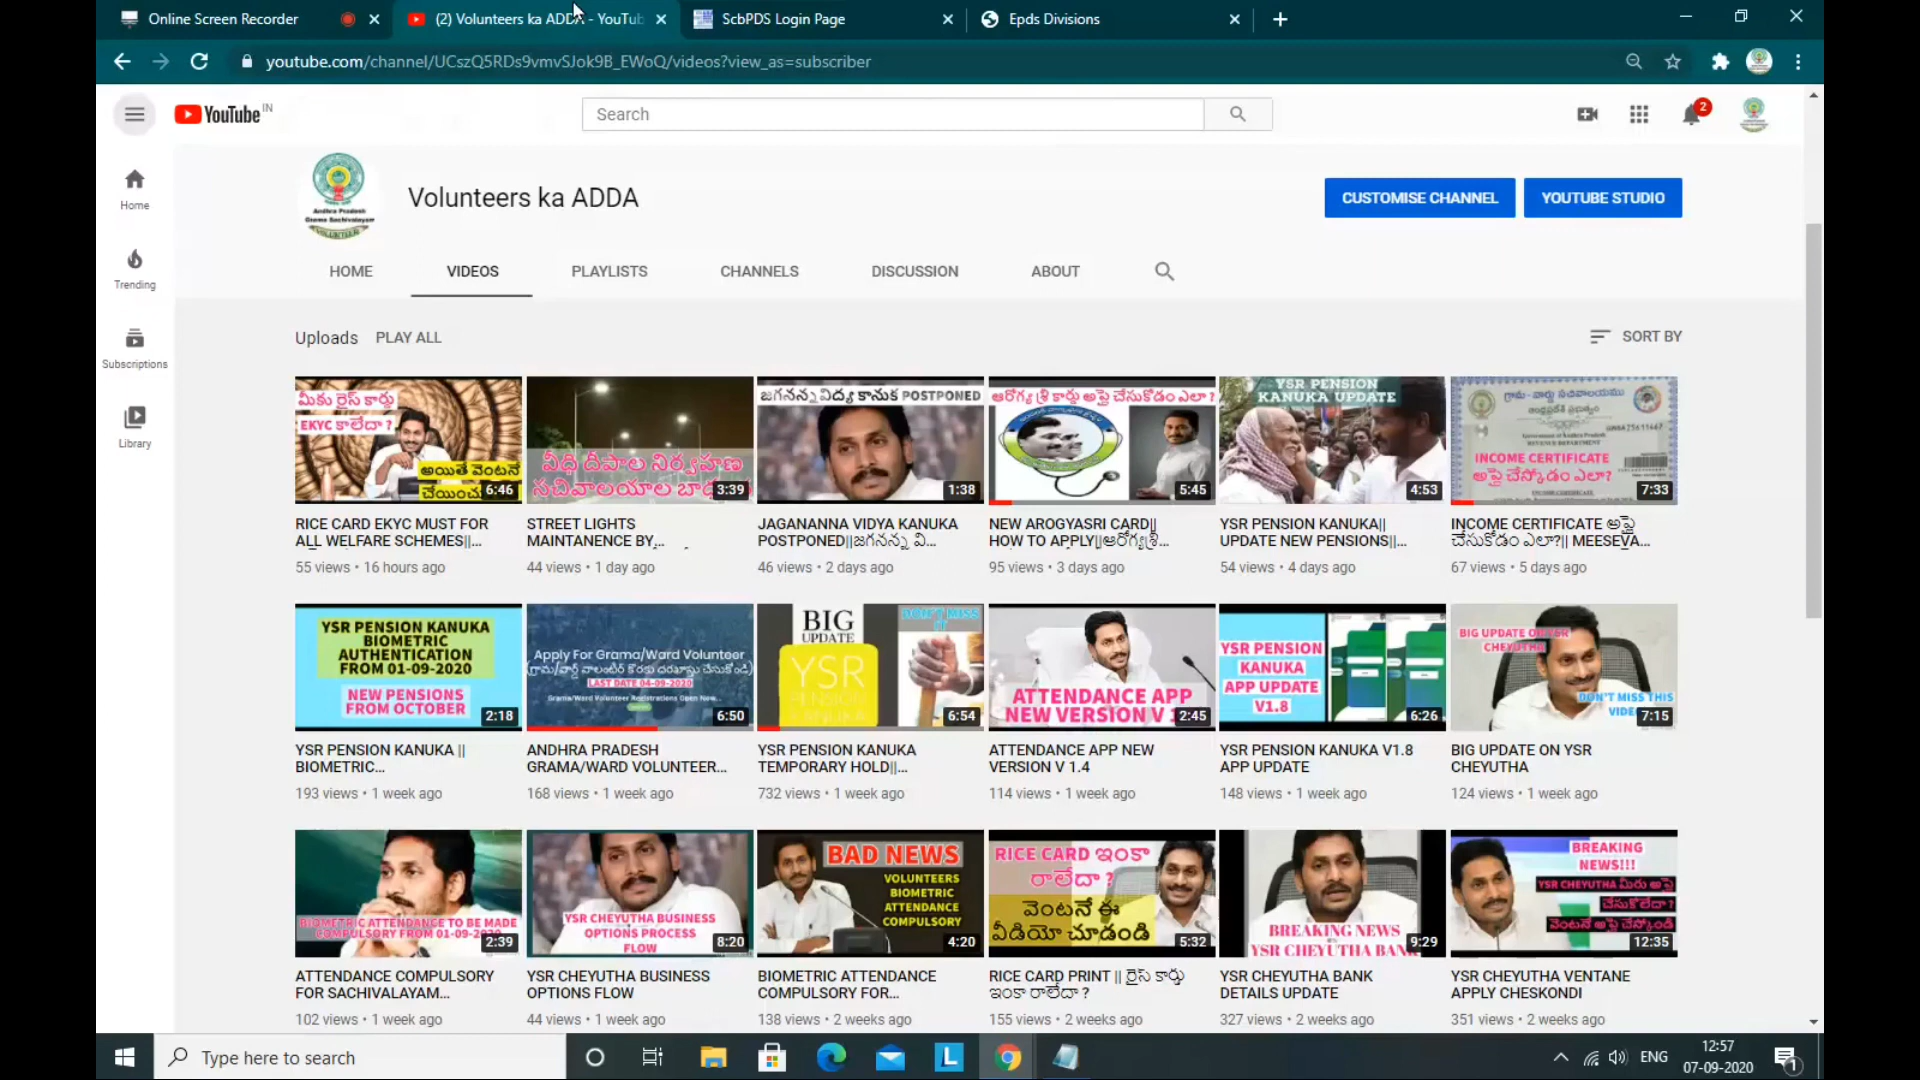 Online Screen Recorder
(2) Volunteers ka ADDA - YouTub
ScbPDS Login Page
Epds Divisions
youtube.com/channel/UCszQ5RDs9vmvSJok9B_EWoQ/videos?view_as=subscriber
YouTube IN
Search
2
Home
Trending
Subscriptions
Library
Andhra Pradesh
Grama Sachivalayam
VOLUNTEER
Volunteers ka ADDA
CUSTOMISE CHANNEL
YOUTUBE STUDIO
HOME VIDEOS PLAYLISTS CHANNELS DISCUSSION ABOUT
Uploads PLAY ALL
SORT BY
మీకు రైస్ కార్డు
EKYC కాలేదా ?
అయితే వెంటనే
చేయించు
6:46
RICE CARD EKYC MUST FOR
ALL WELFARE SCHEMES||...
55 views • 16 hours ago
వీధి దీపాల నిర్వహణ
సచివాలయాల
3:39
STREET LIGHTS
MAINTANENCE BY...
44 views • 1 day ago
జగనన్న విద్య కానుక POSTPONED
1:38
JAGANANNA VIDYA KANUKA
POSTPONED||జగనన్న వి...
46 views • 2 days ago
ఆరోగ్య శ్రీ కార్డు అప్లై చేసుకోడం ఎలా ?
5:45
NEW AROGYASRI CARD||
HOW TO APPLY||ఆరోగ్యశ్రీ...
95 views • 3 days ago
YSR PENSION
KANUKA UPDATE
4:53
YSR PENSION KANUKA||
UPDATE NEW PENSIONS||...
54 views • 4 days ago
గ్రామ - వార్డు సచివాలయము
INCOME CERTIFICATE
అప్లై చేస్కోడం ఎలా?
7:33
INCOME CERTIFICATE అప్లై
చేసుకోడం ఎలా?|| MEESEVA...
67 views • 5 days ago
YSR PENSION KANUKA
BIOMETRIC
AUTHENTICATION
FROM 01-09-2020
NEW PENSIONS
FROM OCTOBER
2:18
YSR PENSION KANUKA ||
BIOMETRIC...
193 views • 1 week ago
Apply For Grama/Ward Volunteer
(గ్రామ/వార్డ్ వాలంటీర్ కొరకు దరఖాస్తు చేసుకోండి)
LAST DATE 04-09-2020
Grama/Ward Volunteer Registrations Open Now...
6:50
ANDHRA PRADESH
GRAMA/WARD VOLUNTEER...
168 views • 1 week ago
BIG
UPDATE
YSR
PENSION
KANUKA
DON'T MISS
IT
6:54
YSR PENSION KANUKA
TEMPORARY HOLD||...
732 views • 1 week ago
ATTENDANCE APP
NEW VERSION V
2:45
ATTENDANCE APP NEW
VERSION V 1.4
114 views • 1 week ago
YSR PENSION
KANUKA
APP UPDATE
V1.8
6:26
YSR PENSION KANUKA V1.8
APP UPDATE
148 views • 1 week ago
BIG UPDATE ON YSR
CHEYUTHA
DON'T MISS THIS
VIDE
7:15
BIG UPDATE ON YSR
CHEYUTHA
124 views • 1 week ago
BIOMETRIC ATTENDANCE TO BE MADE
COMPULSORY FROM 01-09-2020
2:39
ATTENDANCE COMPULSORY
FOR SACHIVALAYAM...
102 views • 1 week ago
YSR CHEYUTHA BUSINESS
OPTIONS PROCESS
FLOW
8:20
YSR CHEYUTHA BUSINESS
OPTIONS FLOW
44 views • 1 week ago
BAD NEWS
VOLUNTEERS
BIOMETRIC
ATTENDANCE
COMPULSORY
4:20
BIOMETRIC ATTENDANCE
COMPULSORY FOR...
138 views • 2 weeks ago
RICE CARD ఇంకా
రాలేదా ?
వెంటనే ఈ
వీడియో చూడండి
5:32
RICE CARD PRINT || రైస్ కార్డు
ఇంకా రాలేదా ?
155 views • 2 weeks ago
BREAKING NEWS
YSR CHEYUTHA BANK
9:29
YSR CHEYUTHA BANK
DETAILS UPDATE
327 views • 2 weeks ago
BREAKING
NEWS!!!
YSR CHEYUTHA మీరు అప్లై
చేసుకోలేదా ?
వెంటనే అప్లై చేస్కోండి
12:35
YSR CHEYUTHA VENTANE
APPLY CHESKONDI
351 views • 2 weeks ago
Type here to search
L
ENG
12:57
07-09-2020
1